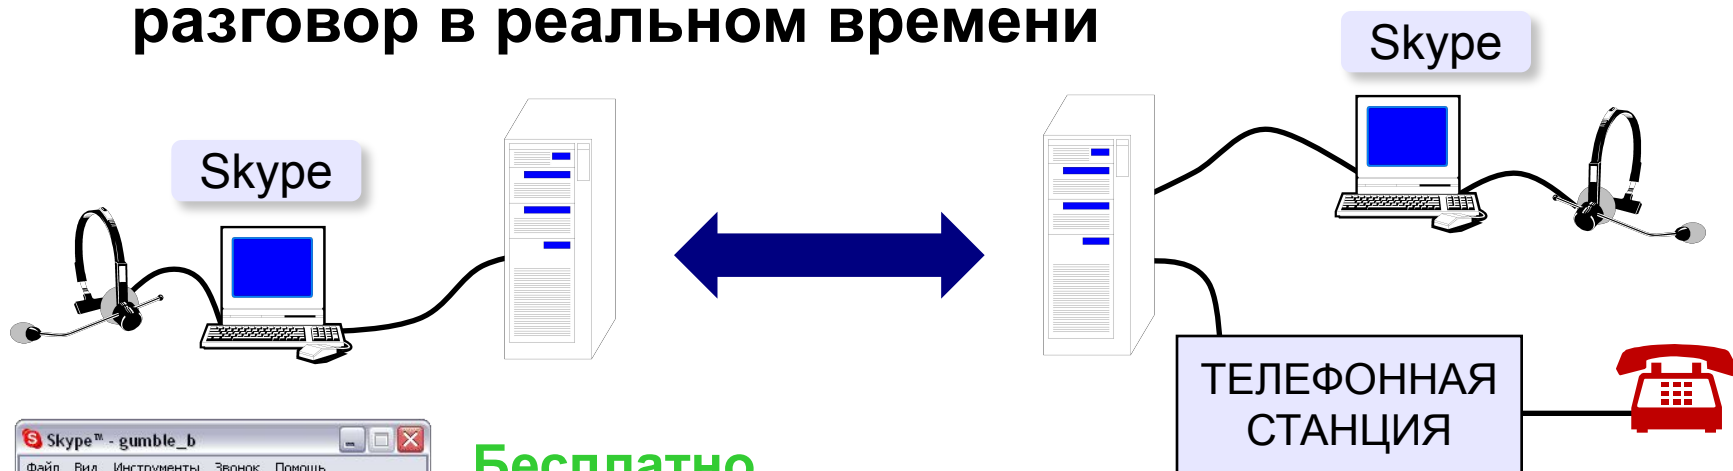 разговор в реальном времени
Skype
Skype
ТЕЛЕФОННАЯ
СТАНЦИЯ
Skype™ - gumble_b
Файл Вид Инструменты Звонок Помощь
Бесплатно